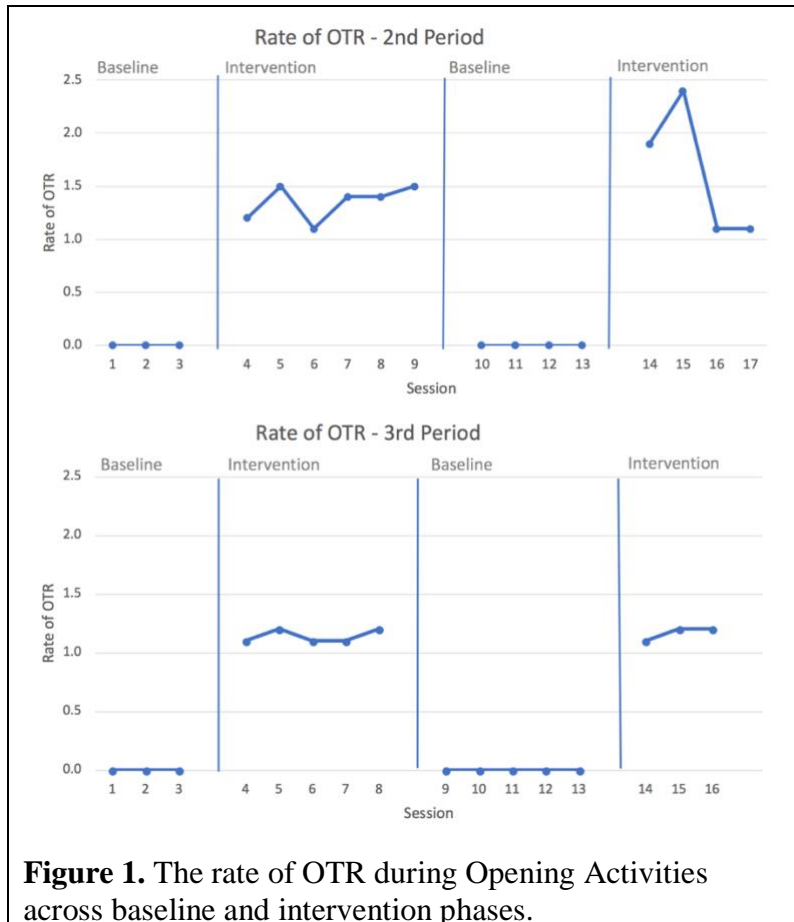 Rate of OTR - 2nd Period
Baseline Intervention Baseline Intervention
2.5
2.0
1.5
1.0
0.5
0.0
Rate of OTR
1 2 3 4 5 6 7 8 9 10 11 12 13 14 15 16 17
Session
Rate of OTR - 3rd Period
Baseline Intervention Baseline Intervention
2.5
2.0
1.5
1.0
0.5
0.0
Rate of OTR
1 2 3 4 5 6 7 8 9 10 11 12 13 14 15 16
Session
Figure 1. The rate of OTR during Opening Activities
across baseline and intervention phases.